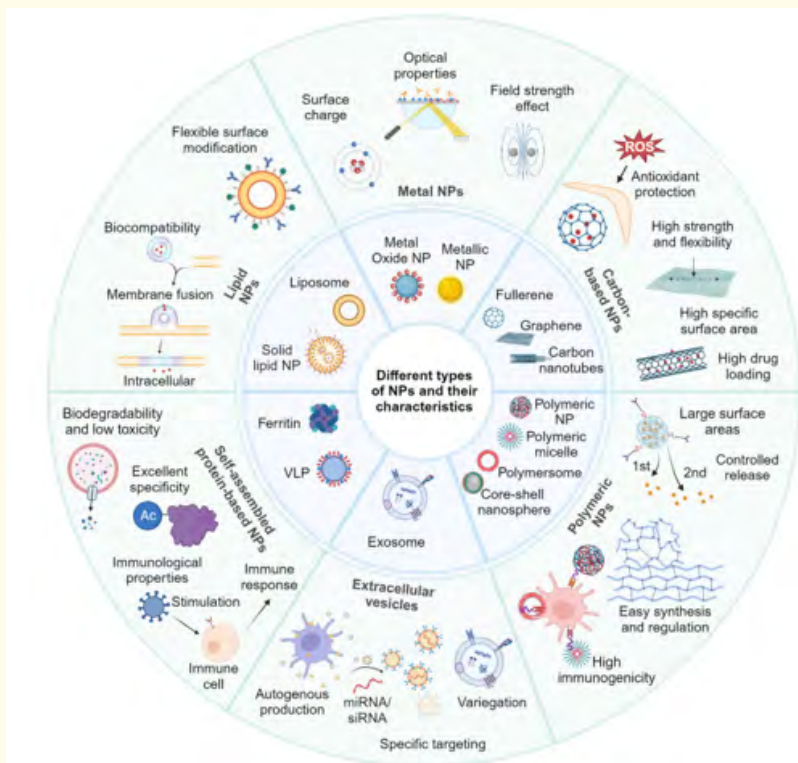 Different types
of NPs and their
characteristics
Metal NPs
Surface
charge
Optical
properties
Field strength
effect
Metal
Oxide NP
Metallic
NP
Carbon-
based NPs
ROS
Antioxidant
protection
High strength
and flexibility
High specific
surface area
High drug
loading
Fullerene
Graphene
Carbon
nanotubes
Polymeric NPs
Large surface
areas
1st
2nd
Controlled
release
Easy synthesis
and regulation
High
immunogenicity
Polymeric
NP
Polymeric
micelle
Polymersome
Core-shell
nanosphere
Extracellular
vesicles
Exosome
Autogenous
production
miRNA/
siRNA
Variegation
Specific targeting
Self-assembled
protein-based NPs
Biodegradability
and low toxicity
Excellent
specificity
Ac
Immunological
properties
Stimulation
Immune
cell
Immune
response
Ferritin
VLP
Lipid
NPs
Flexible surface
modification
Biocompatibility
Membrane fusion
Intracellular
Liposome
Solid
lipid NP